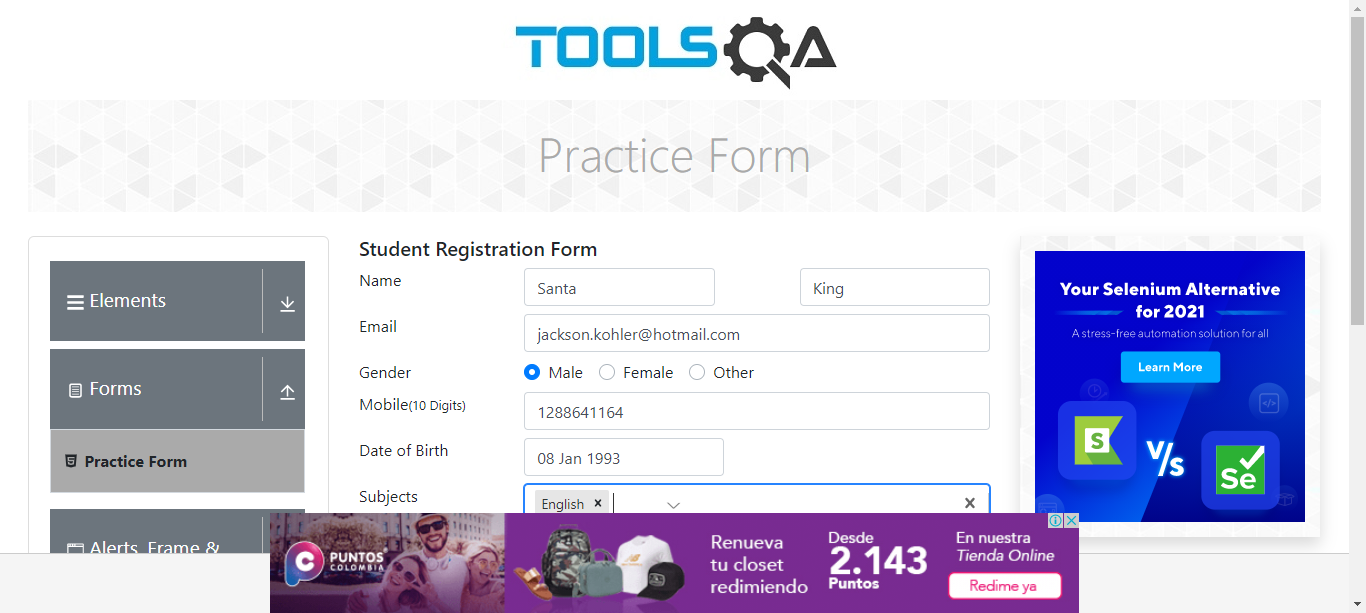 TOOLSQA
Practice Form
Elements
Forms
Practice Form
Alerts, Frame &
Student Registration Form
Name
Santa
King
Email
jackson.kohler@hotmail.com
Gender
Male
Female
Other
Mobile(10 Digits)
1288641164
Date of Birth
08 Jan 1993
Subjects
English
Your Selenium Alternative
for 2021
A stress-free automation solution for all
Learn More
S
V/s
Se
PUNTOS
COLOMBIA
Renueva
tu closet
redimiendo
Desde
2.143
Puntos
En nuestra
Tienda Online
Redime ya